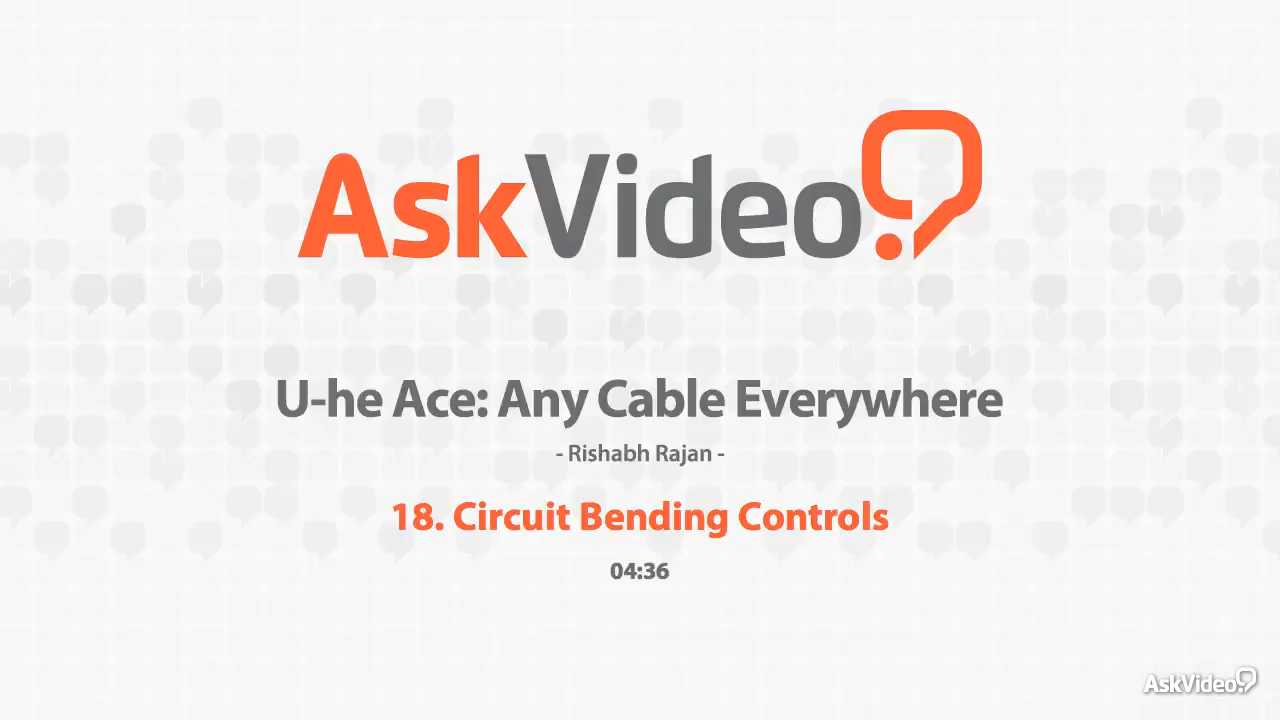 AskVideo
U-he Ace: Any Cable Everywhere
- Rishabh Rajan -
18. Circuit Bending Controls
04:36
AskVideo